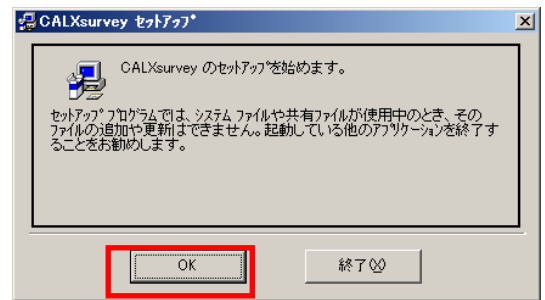 CALXsurvey ｾｯﾄｱｯﾌﾟ
CALXsurvey のｾｯﾄｱｯﾌﾟを始めます。
ｾｯﾄｱｯﾌﾟ ﾌﾟﾛｸﾞﾗﾑでは、ｼｽﾃﾑ ﾌｧｲﾙや共有ﾌｧｲﾙが使用中のとき、その
ﾌｧｲﾙの追加や更新はできません。起動している他のｱﾌﾟﾘｹｰｼｮﾝを終了す
ることをお勧めします。
OK
終了(X)